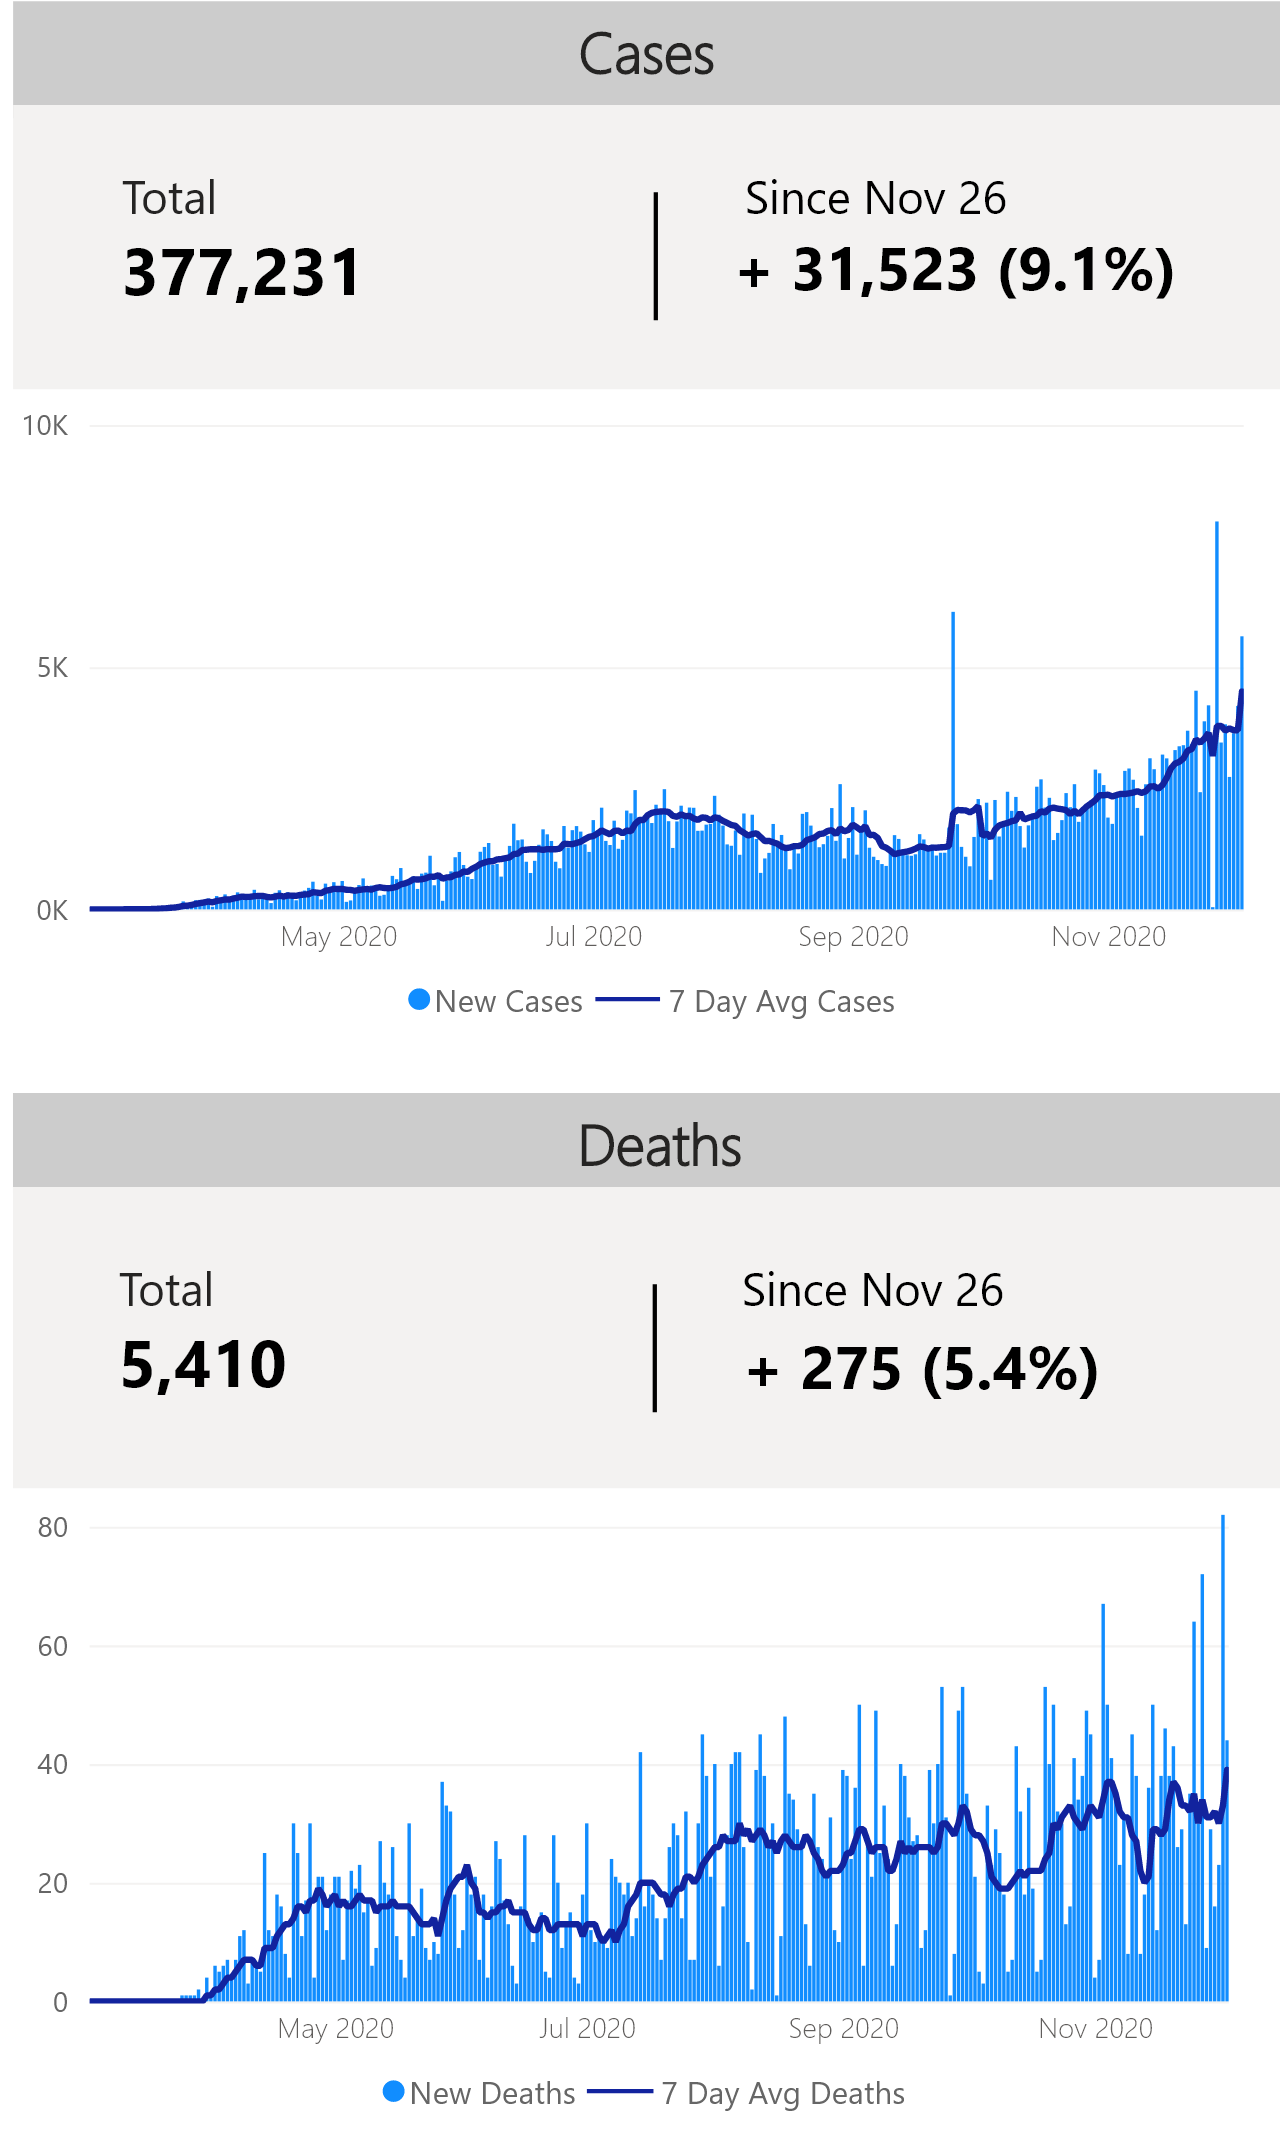 Cases
Total
Since Nov 26
377,231
+ 31,523 (9.1%)
10K
5K
0K
May 2020
Jul 2020
Sep 2020
Nov 2020
New Cases
7 Day Avg Cases
Deaths
Total
Since Nov 26
5,410
+ 275 (5.4%)
80
60
40
20
0
May 2020
Jul 2020
Sep 2020
Nov 2020
New Deaths
7 Day Avg Deaths